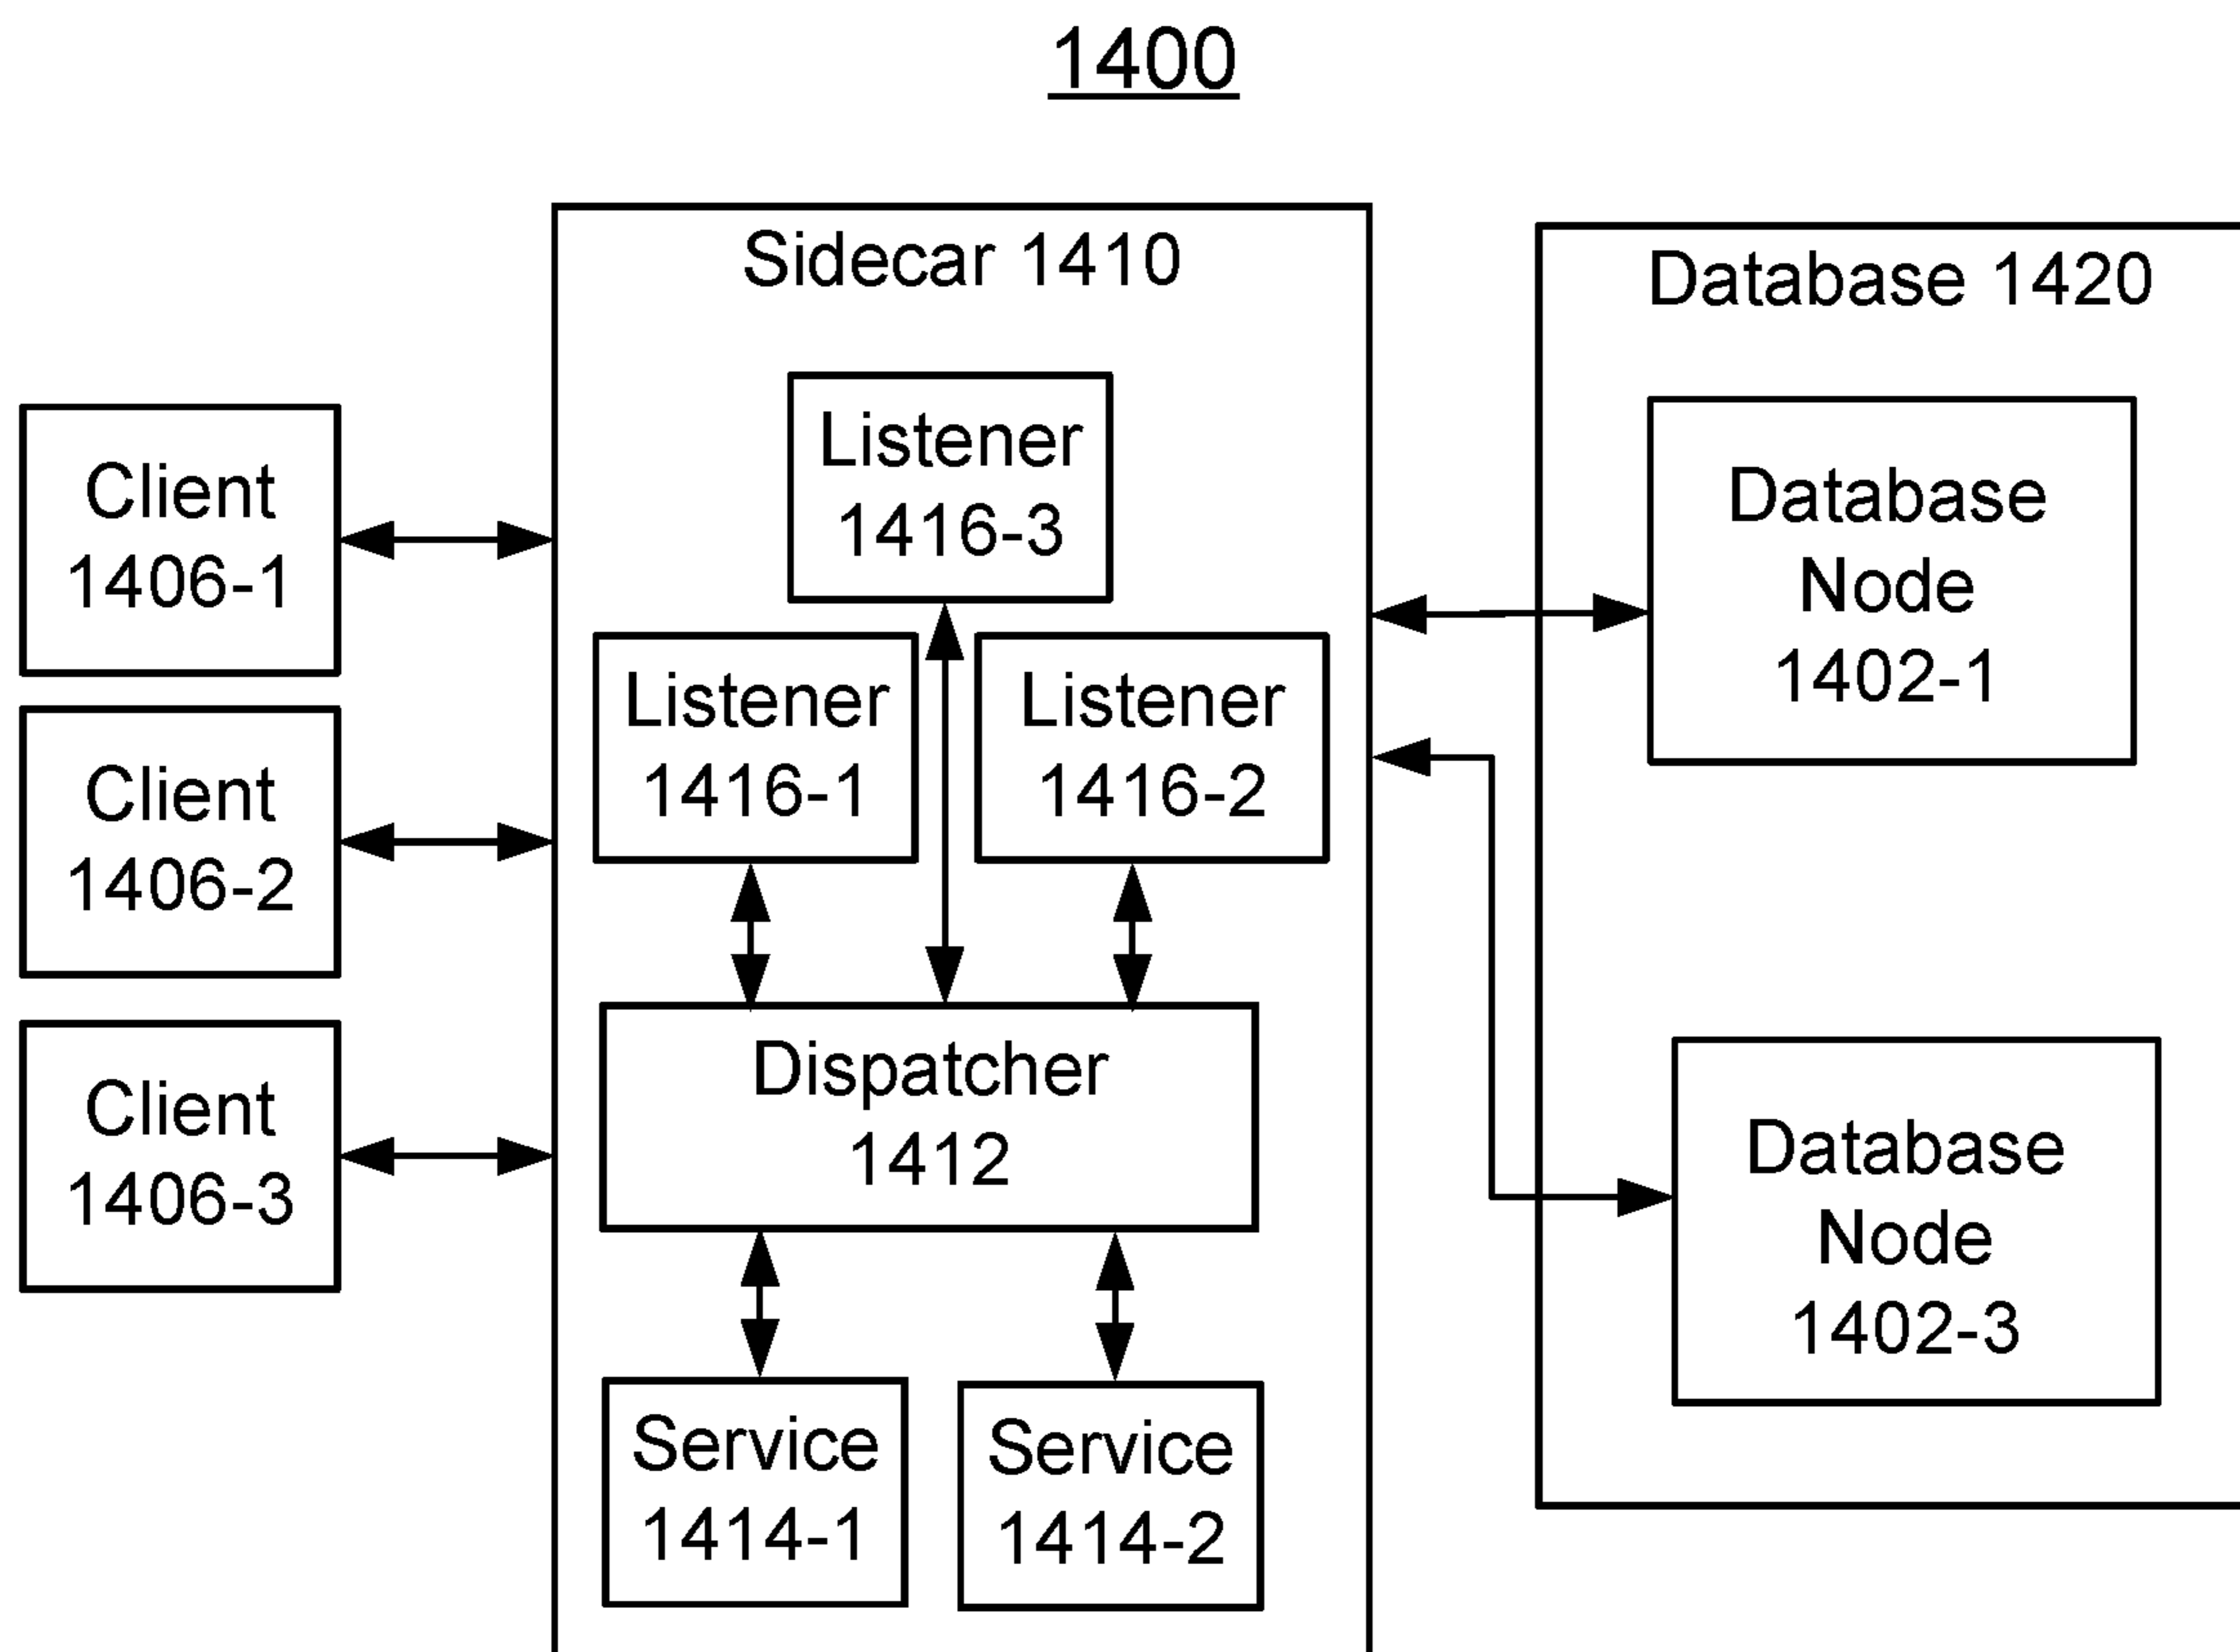 1400
Sidecar 1410
Database 1420
Listener
1416-3
Client
1406-1
Database
Node
1402-1
Listener
1416-1
Listener
1416-2
Client
1406-2
Dispatcher
1412
Client
1406-3
Database
Node
1402-3
Service
1414-1
Service
1414-2